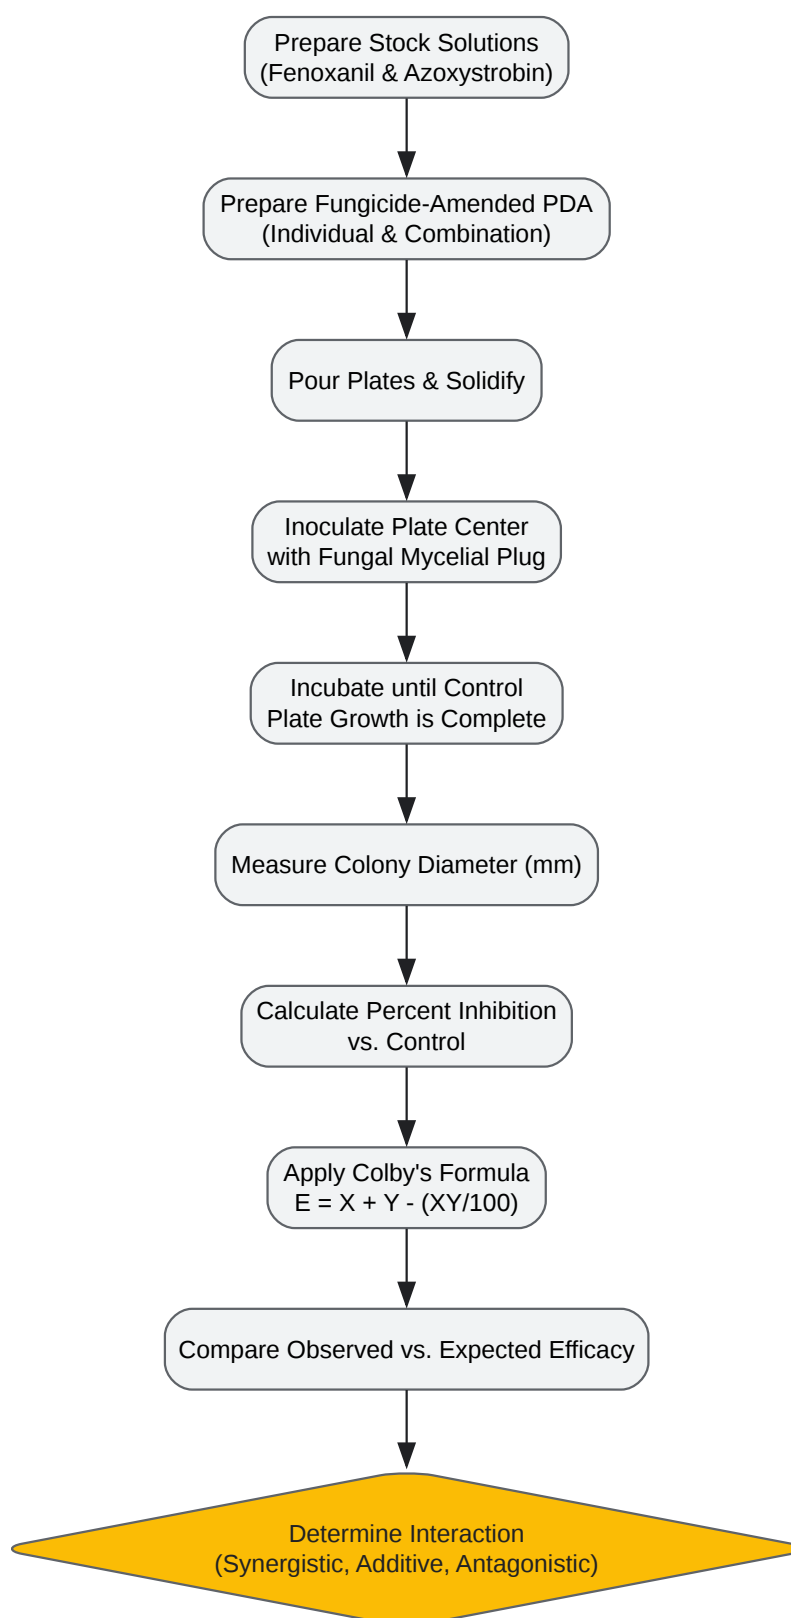 Prepare Stock Solutions
(Fenoxanil & Azoxystrobin)
Prepare Fungicide-Amended PDA
(Individual & Combination)
Pour Plates & Solidify
Inoculate Plate Center
with Fungal Mycelial Plug
Incubate until Control
Plate Growth is Complete
Measure Colony Diameter (mm)
Calculate Percent Inhibition
vs. Control
Apply Colby's Formula
E = X + Y - (XY/100)
Compare Observed vs. Expected Efficacy
Determine Interaction
(Synergistic, Additive, Antagonistic)